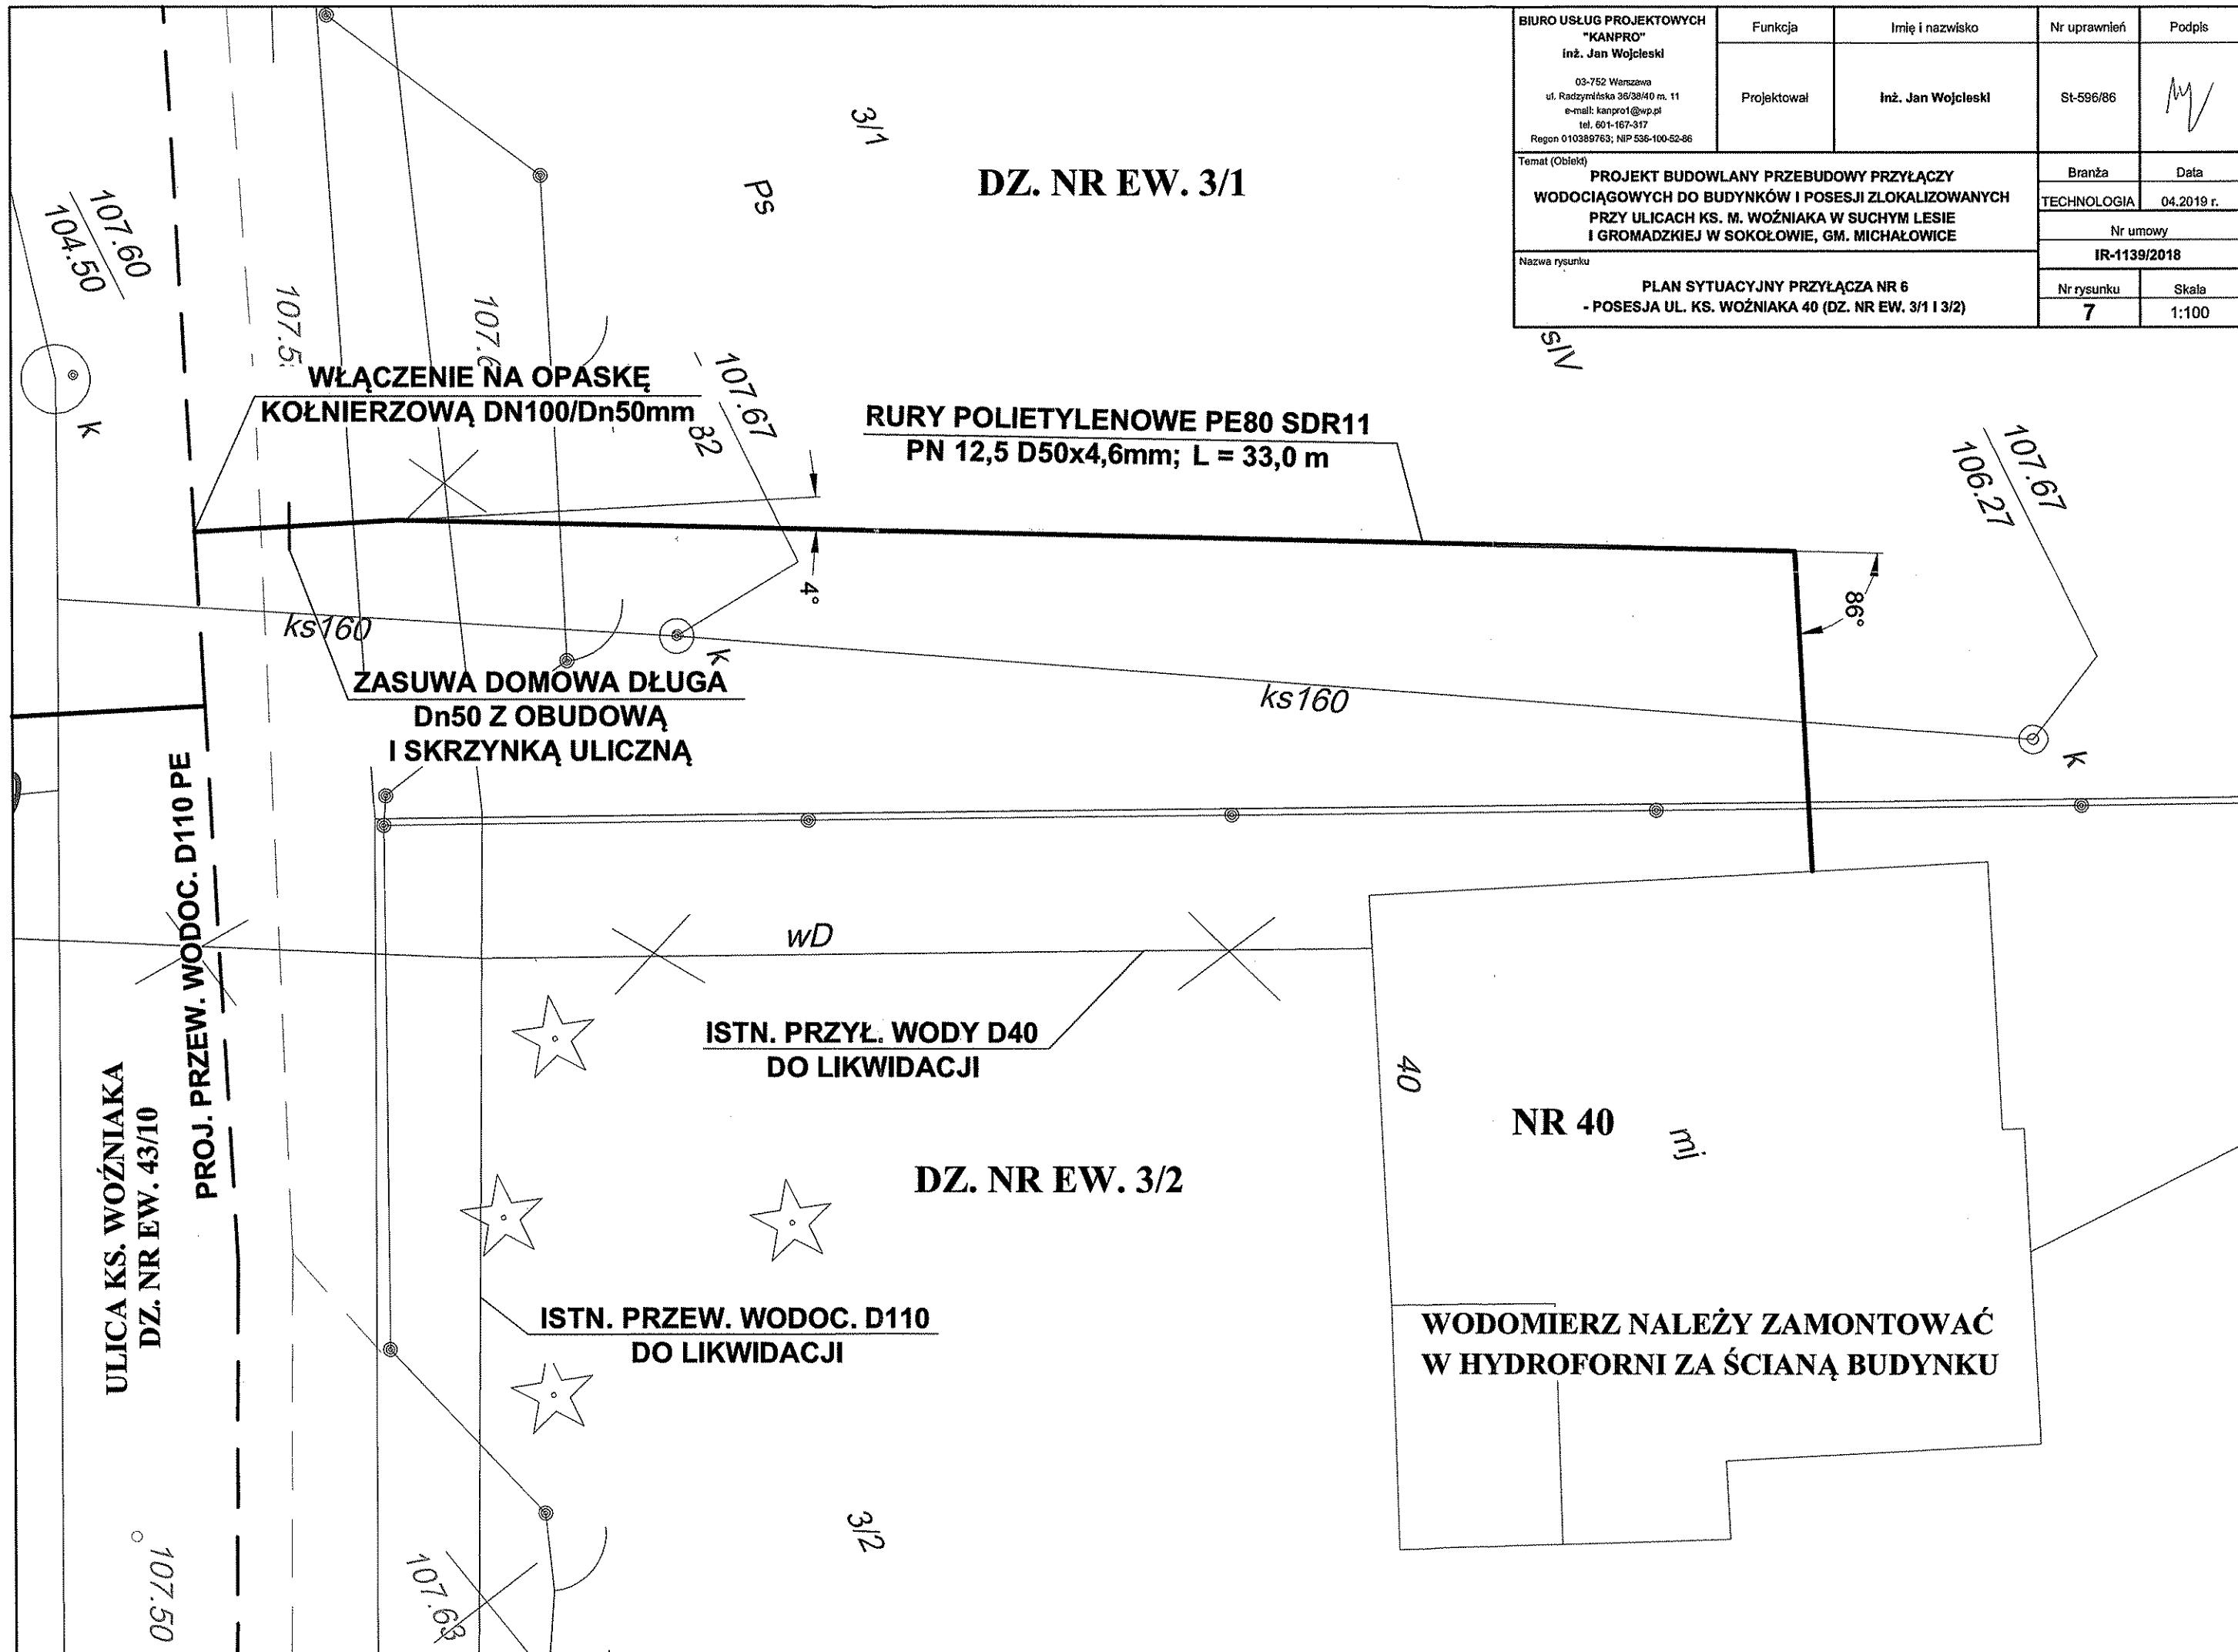 BIURO USŁUG PROJEKTOWYCH
"KANPRO"
inż. Jan Wojcieski
03-752 Warszawa
ul. Radzymińska 36/38/40 m. 11
e-mail: kanpro1@wp.pl
tel. 601-167-317
Regon 010389763; NIP 536-100-52-86
Funkcja
Imię i nazwisko
Nr uprawnień
Podpis
Projektował
inż. Jan Wojcieski
St-596/86
Temat (Obiekt)
PROJEKT BUDOWLANY PRZEBUDOWY PRZYŁĄCZY
WODOCIĄGOWYCH DO BUDYNKÓW I POSESJI ZLOKALIZOWANYCH
PRZY ULICACH KS. M. WOŹNIAKA W SUCHYM LESIE
I GROMADZKIEJ W SOKOŁOWIE, GM. MICHAŁOWICE
Branża
Data
TECHNOLOGIA
04.2019 r.
Nr umowy
IR-1139/2018
Nazwa rysunku
PLAN SYTUACYJNY PRZYŁĄCZA NR 6
- POSESJA UL. KS. WOŹNIAKA 40 (DZ. NR EW. 3/1 I 3/2)
Nr rysunku
Skala
7
1:100
3/1
DZ. NR EW. 3/1
Ps
107.60
104.50
107.5
107.6
WŁĄCZENIE NA OPASKĘ
KOŁNIERZOWĄ DN100/Dn50mm
107.67
82
RURY POLIETYLENOWE PE80 SDR11
PN 12,5 D50x4,6mm; L = 33,0 m
sIV
107.67
106.27
k
4°
86°
ks160
k
ZASUWA DOMOWA DŁUGA
Dn50 Z OBUDOWĄ
I SKRZYNKĄ ULICZNĄ
ks160
k
PROJ. PRZEW. WODOC. D110 PE
wD
ISTN. PRZYŁ. WODY D40
DO LIKWIDACJI
40
NR 40
mj
ULICA KS. WOŹNIAKA
DZ. NR EW. 43/10
DZ. NR EW. 3/2
ISTN. PRZEW. WODOC. D110
DO LIKWIDACJI
WODOMIERZ NALEŻY ZAMONTOWAĆ
W HYDROFORNI ZA ŚCIANĄ BUDYNKU
3/2
107.50
107.63